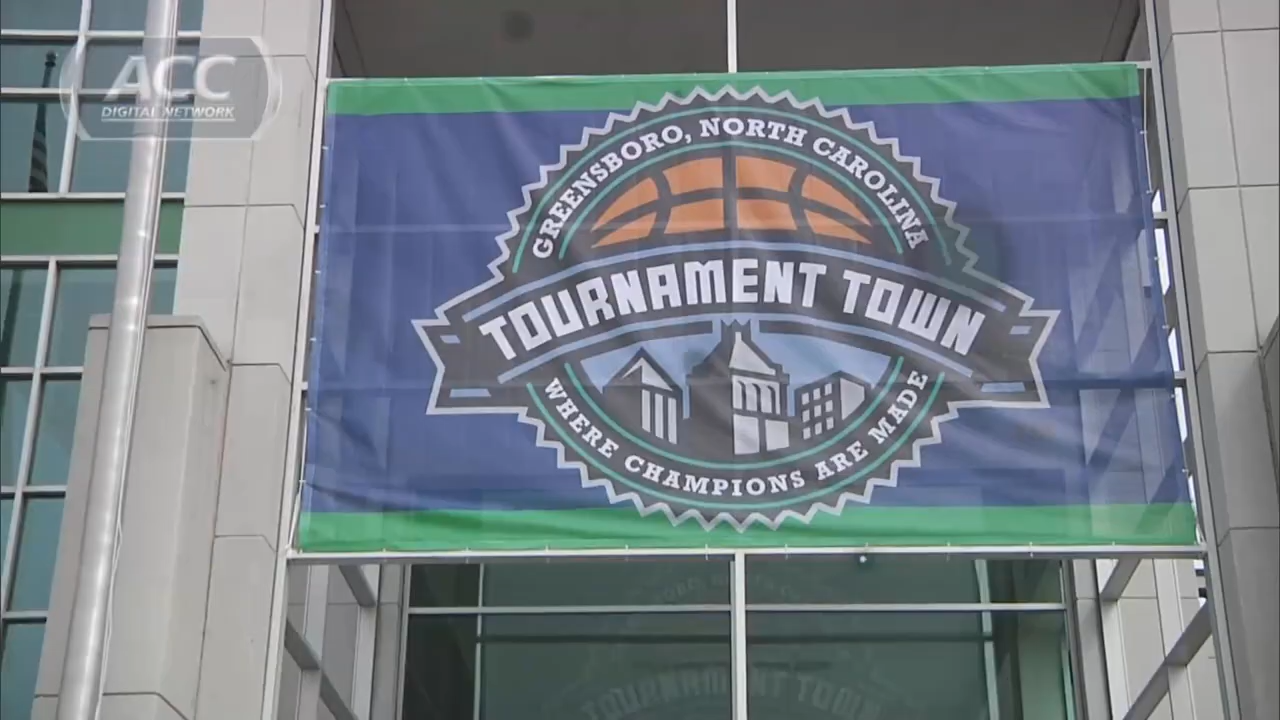 ACC
DIGITAL NETWORK
GREENSBORO, NORTH CAROLINA
TOURNAMENT TOWN
WHERE CHAMPIONS ARE MADE
TOURNAMENT TOWN